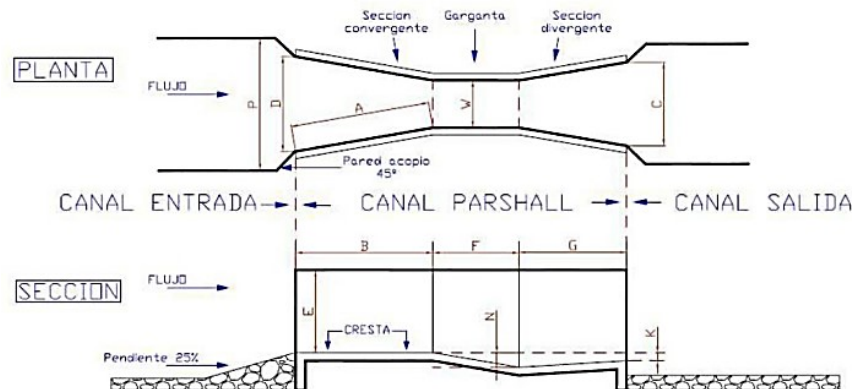 Seccion
convergente
Garganta
Seccion
divergente
PLANTA
FLUJO
P
D
A
W
C
Pared acopio
45º
CANAL ENTRADA
CANAL PARSHALL
CANAL SALIDA
B
F
G
SECCION
FLUJO
E
CRESTA
N
K
Pendiente 25%